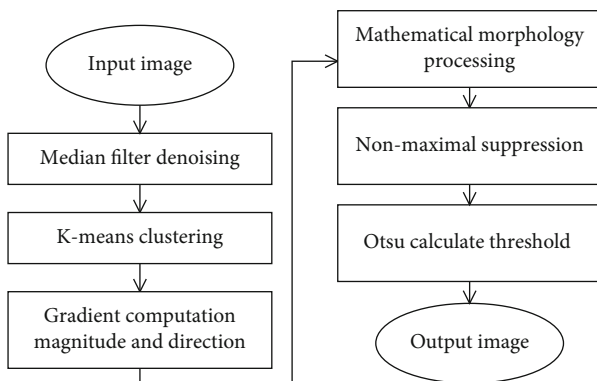 Input image
Median filter denoising
K-means clustering
Gradient computation
magnitude and direction
Mathematical morphology
processing
Non-maximal suppression
Otsu calculate threshold
Output image